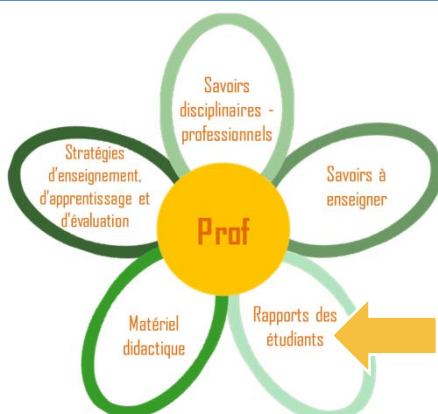 Savoirs
disciplinaires -
professionnels
Stratégies
d'enseignement,
d'apprentissage et
d'évaluation
Savoirs à
enseigner
Prof
Matériel
didactique
Rapports des
étudiants